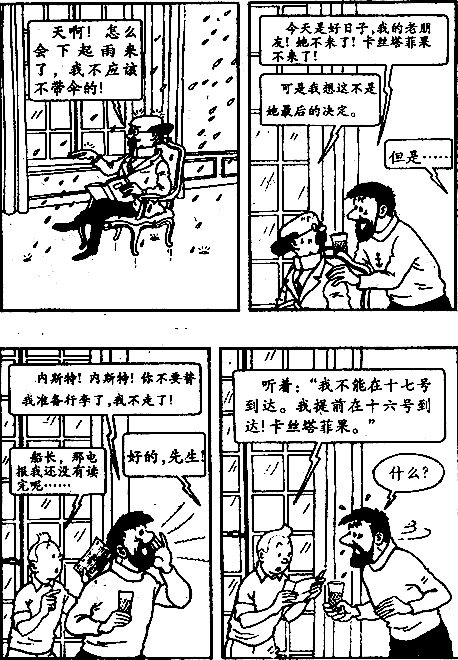 天啊！怎么
会下起雨来
了，我不应该
不带伞的！
今天是好日子，我的老朋
友！她不来了！卡丝塔菲果
不来了！
可是我想这不是
她最后的决定。
但是……
内斯特！内斯特！你不要替
我准备行李了，我不走了！
船长，那电
报我还没有读
完呢……
好的，先生！
听着：“我不能在十七号
到达。我提前在十六号到
达！卡丝塔菲果。”
什么？